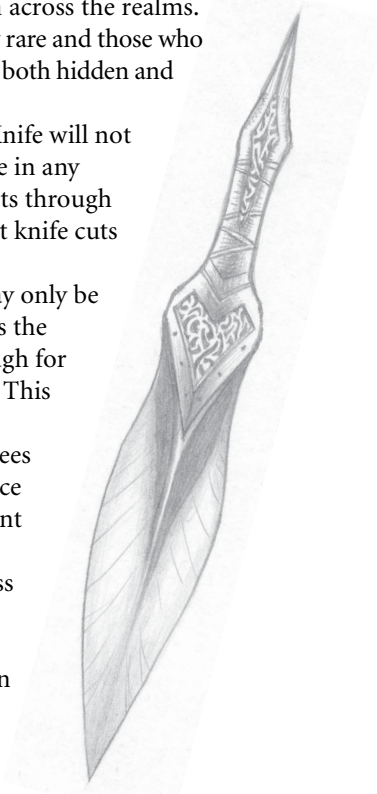 across the realms.
rare and those who
both hidden and
nife will not
e in any
ts through
t knife cuts
y only be
s the
gh for
This
ees
ce
nt
ss
n